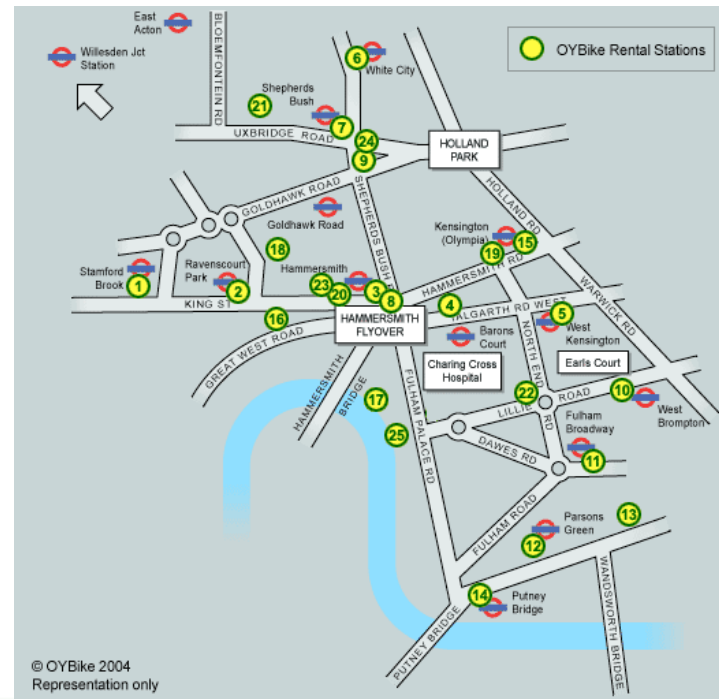 East
Acton
Willesden Jct
Station
BLOEMFONTEIN RD
OYBike Rental Stations
6
White City
Shepherds
Bush
21
7
UXBRIDGE ROAD
24
9
HOLLAND
PARK
GOLDHAWK ROAD
SHEPHERDS BUSH R
HOLLAND RD
Goldhawk Road
Kensington
(Olympia)
15
19
18
Stamford
Brook
1
Ravenscourt
Park
2
Hammersmith
23
20
3
8
HAMMERSMITH RD
WARWICK RD
KING ST
4
TALGARTH RD WEST
5
16
HAMMERSMITH
FLYOVER
West
Kensington
Barons
Court
NORTH END
RD
GREAT WEST ROAD
Charing Cross
Hospital
Earls Court
HAMMERSMITH
BRIDGE
17
FULHAM PALACE RD
22
10
LILLIE ROAD
West
Brompton
25
Fulham
Broadway
DAWES RD
11
FULHAM ROAD
13
Parsons
Green
12
WANDSWORTH BRIDGE
14
Putney
Bridge
PUTNEY BRIDGE
© OYBike 2004
Representation only